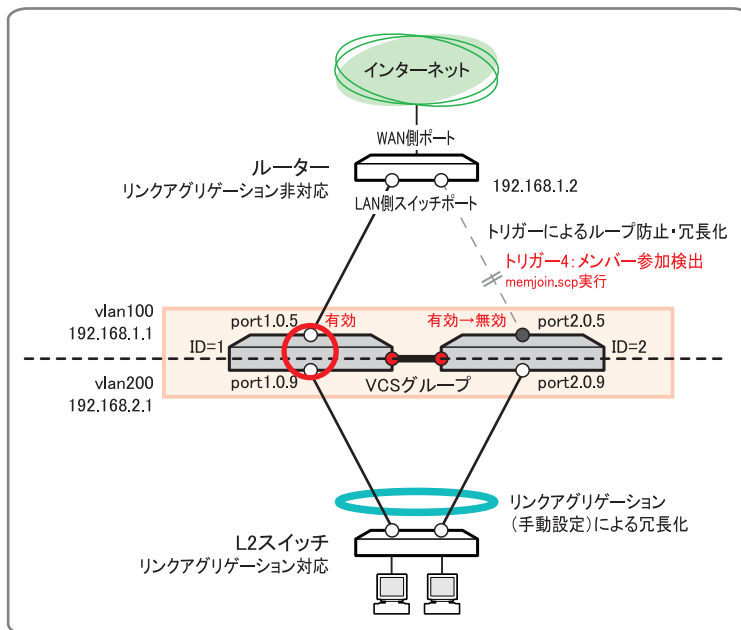 インターネット
WAN側ポート
ルーター
リンクアグリゲーション非対応
192.168.1.2
LAN側スイッチポート
トリガーによるループ防止・冗長化
トリガー4：メンバー参加検出
memjoin.scp実行
vlan100
192.168.1.1
port1.0.5
有効
有効→無効
port2.0.5
ID=1
ID=2
vlan200
192.168.2.1
port1.0.9
VCSグループ
port2.0.9
リンクアグリゲーション
（手動設定）による冗長化
L2スイッチ
リンクアグリゲーション対応